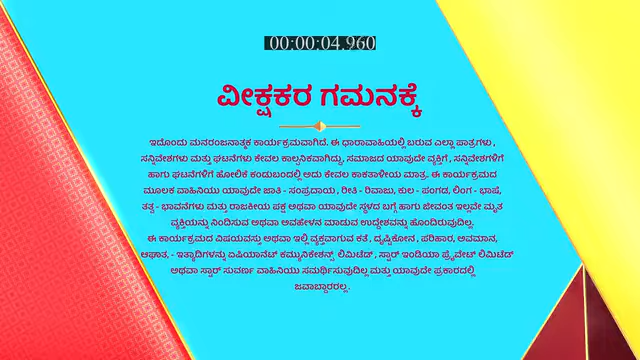 00:00:04.960
ವೀಕ್ಷಕರ ಗಮನಕ್ಕೆ
ಇದೊಂದು ಮನರಂಜನಾತ್ಮಕ ಕಾರ್ಯಕ್ರಮವಾಗಿದೆ. ಈ ಧಾರಾವಾಹಿಯಲ್ಲಿ ಬರುವ ಎಲ್ಲಾ ಪಾತ್ರಗಳು ,
ಸನ್ನಿವೇಶಗಳು ಮತ್ತು ಘಟನೆಗಳು ಕೇವಲ ಕಾಲ್ಪನಿಕವಾಗಿದ್ದು, ಸಮಾಜದ ಯಾವುದೇ ವ್ಯಕ್ತಿಗೆ , ಸನ್ನಿವೇಶಗಳಿಗೆ
ಹಾಗು ಘಟನೆಗಳಿಗೆ ಹೋಲಿಕೆ ಕಂಡುಬಂದಲ್ಲಿ ಅದು ಕೇವಲ ಕಾಕತಾಳೀಯ ಮಾತ್ರ. ಈ ಕಾರ್ಯಕ್ರಮದ
ಮೂಲಕ ವಾಹಿನಿಯು ಯಾವುದೇ ಜಾತಿ - ಸಂಪ್ರದಾಯ , ರೀತಿ - ರಿವಾಜು, ಕುಲ - ಪಂಗಡ, ಲಿಂಗ - ಭಾಷೆ,
ತತ್ವ - ಭಾವನೆಗಳು ಮತ್ತು ರಾಜಕೀಯ ಪಕ್ಷ ಅಥವಾ ಯಾವುದೇ ಸ್ಥಳದ ಬಗ್ಗೆ ಹಾಗು ಜೀವಂತ ಇಲ್ಲವೇ ಮೃತ
ವ್ಯಕ್ತಿಯನ್ನು ನಿಂದಿಸುವ ಅಥವಾ ಅವಹೇಳನ ಮಾಡುವ ಉದ್ದೇಶವನ್ನು ಹೊಂದಿರುವುದಿಲ್ಲ.
ಈ ಕಾರ್ಯಕ್ರಮದ ವಿಷಯವನ್ನು ಅಥವಾ ಇಲ್ಲಿ ವ್ಯಕ್ತವಾಗುವ ಕತೆ , ದೃಷ್ಟಿಕೋನ , ಪರಿಹಾರ, ಅವಮಾನ,
ಆಘಾತ, - ಇತ್ಯಾದಿಗಳನ್ನು ಏಷಿಯಾನೆಟ್ ಕಮ್ಯುನಿಕೇಶನ್ಸ್ ಲಿಮಿಟೆಡ್ , ಸ್ಟಾರ್ ಇಂಡಿಯಾ ಪ್ರೈವೇಟ್ ಲಿಮಿಟೆಡ್
ಅಥವಾ ಸ್ಟಾರ್ ಸುವರ್ಣ ವಾಹಿನಿಯು ಸಮರ್ಥಿಸುವುದಿಲ್ಲ ಮತ್ತು ಯಾವುದೇ ಪ್ರಕಾರದಲ್ಲಿ
ಜವಾಬ್ದಾರರಲ್ಲ.